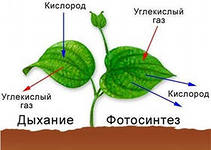 Кислород
Углекислый
газ
Углекислый
газ
Кислород
Дыхание
Фотосинтез